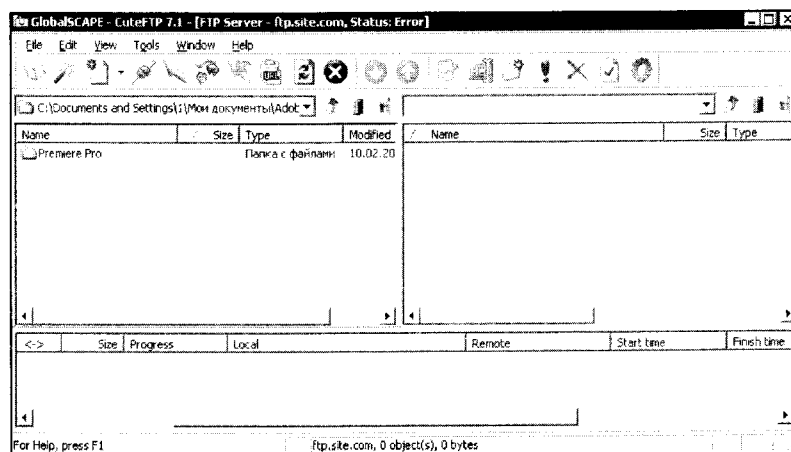 GlobalSCAPE - CuteFTP 7.1 - [FTP Server - ftp.site.com, Status: Error]
File Edit View Tools Window Help
URL
C:\Documents and Settings\1\Мои документы\Adob
Name Size Type Modified
Premiere Pro Папка с файлами 10.02.20
/ Name Size Type
<-> Size Progress Local Remote Start time Finish time
For Help, press F1 ftp.site.com, 0 object(s), 0 bytes